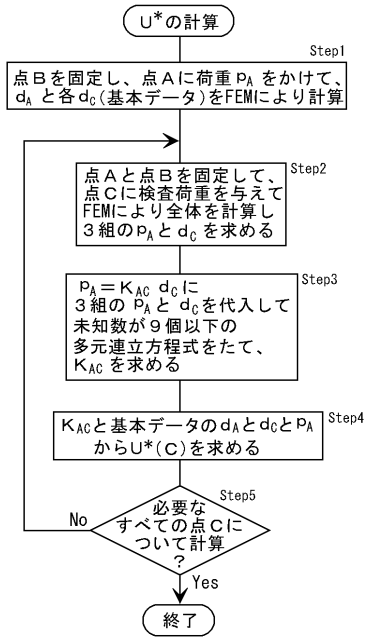 U*の計算
Step1
点Bを固定し、点Aに荷重pAをかけて、
dAと各dC(基本データ)をFEMにより計算
Step2
点Aと点Bを固定して、
点Cに検査荷重を与えて
FEMにより全体を計算し
3組のpAとdCを求める
Step3
pA=KAC dCに
3組の pAと dCを代入して
未知数が9個以下の
多元連立方程式をたて、
KACを求める
Step4
KACと基本データのdAとdCとpA
からU*(C)を求める
Step5
必要な
すべての点Cに
ついて計算
?
No
Yes
終了